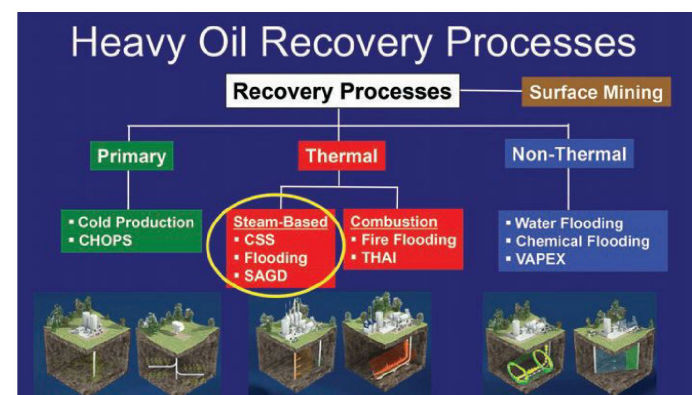 Heavy Oil Recovery Processes
Recovery Processes
Surface Mining
Primary
Thermal
Non-Thermal
▪ Cold Production
▪ CHOPS
Steam-Based
▪ CSS
▪ Flooding
▪ SAGD
Combustion
▪ Fire Flooding
▪ THAI
▪ Water Flooding
▪ Chemical Flooding
▪ VAPEX